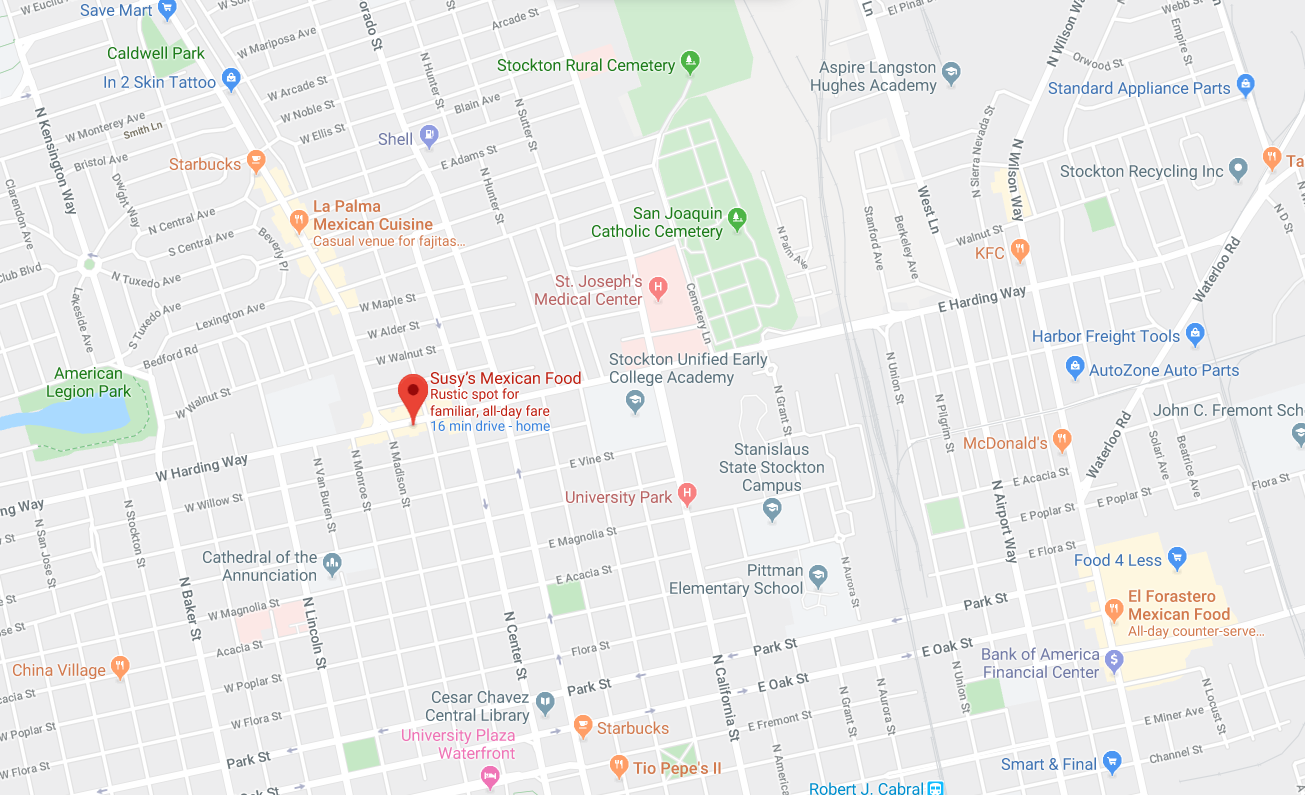 W Euclid
Save Mart
Caldwell Park
In 2 Skin Tattoo
W Mariposa Ave
orado St
Arcade St
Stockton Rural Cemetery
Aspire Langston
Hughes Academy
Ln
El Pinal D
N Wilson Wa
Webb St
Empire St
Orwood St
Standard Appliance Parts
N Kensington Way
W Monterey Ave
Smith Ln
W Arcade St
W Noble St
W Ellis St
N Hunter St
Blain Ave
N Sutter St
Shell
Bristol Ave
Starbucks
E Adams St
N Hunter St
Clarendon Ave
Dwight Way
N Central Ave
S Central Ave
Beverly Pl
La Palma
Mexican Cuisine
Casual venue for fajitas...
San Joaquin
Catholic Cemetery
N Palm Ave
Stanford Ave
Berkeley Ave
West Ln
N Sierra Nevada St
N Wilson Way
Stockton Recycling Inc
Ta
Walnut St
KFC
N D St
Waterloo Rd
Club Blvd
N Tuxedo Ave
S Tuxedo Ave
Lexington Ave
Lakeside Ave
Bedford Rd
W Maple St
W Alder St
W Walnut St
St. Joseph's
Medical Center
Cemetery Ln
E Harding Way
Harbor Freight Tools
AutoZone Auto Parts
American
Legion Park
W Walnut St
Susy's Mexican Food
Rustic spot for
familiar, all-day fare
16 min drive - home
Stockton Unified Early
College Academy
N Grant St
N Union St
N Pilgrim St
John C. Fremont Scho
McDonald's
Waterloo Rd
Solari Ave
Beatrice Ave
W Harding Way
ng Way
N Van Buren St
N Monroe St
N Madison St
E Vine St
Stanislaus
State Stockton
Campus
University Park
E Acacia St
E Poplar St
E Poplar St
Flora St
N San Jose St
N Stockton St
W Willow St
E Magnolia St
N Airport Way
E Flora St
Food 4 Less
Cathedral of the
Annunciation
N Baker St
N Lincoln St
E Acacia St
Pittman
Elementary School
N Aurora St
Park St
El Forastero
Mexican Food
All-day counter-serve...
ose St
W Magnolia St
Acacia St
N Center St
Flora St
Park St
E Oak St
Bank of America
Financial Center
China Village
acia St
W Poplar St
W Poplar St
W Flora St
W Flora St
Park St
Cesar Chavez
Central Library
University Plaza
Waterfront
Park St
Starbucks
Tio Pepe's II
N California St
E Oak St
E Fremont St
N Grant St
N Aurora St
N Union St
N Locust St
E Miner Ave
Channel St
Smart & Final
Robert J. Cabral